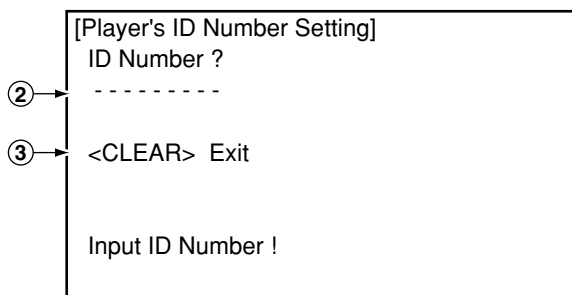 [Player's ID Number Setting]
ID Number ?
2 - - - - - - - - -
3 <CLEAR> Exit
Input ID Number !